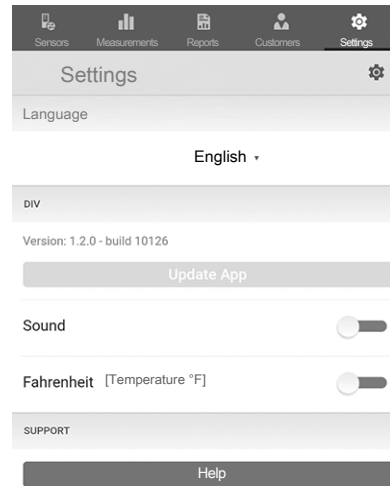 Sensors Measurements Reports Customers Settings
Settings
Language
English
DIV
Version: 1.2.0 - build 10126
Update App
Sound
Fahrenheit [Temperature °F]
SUPPORT
Help